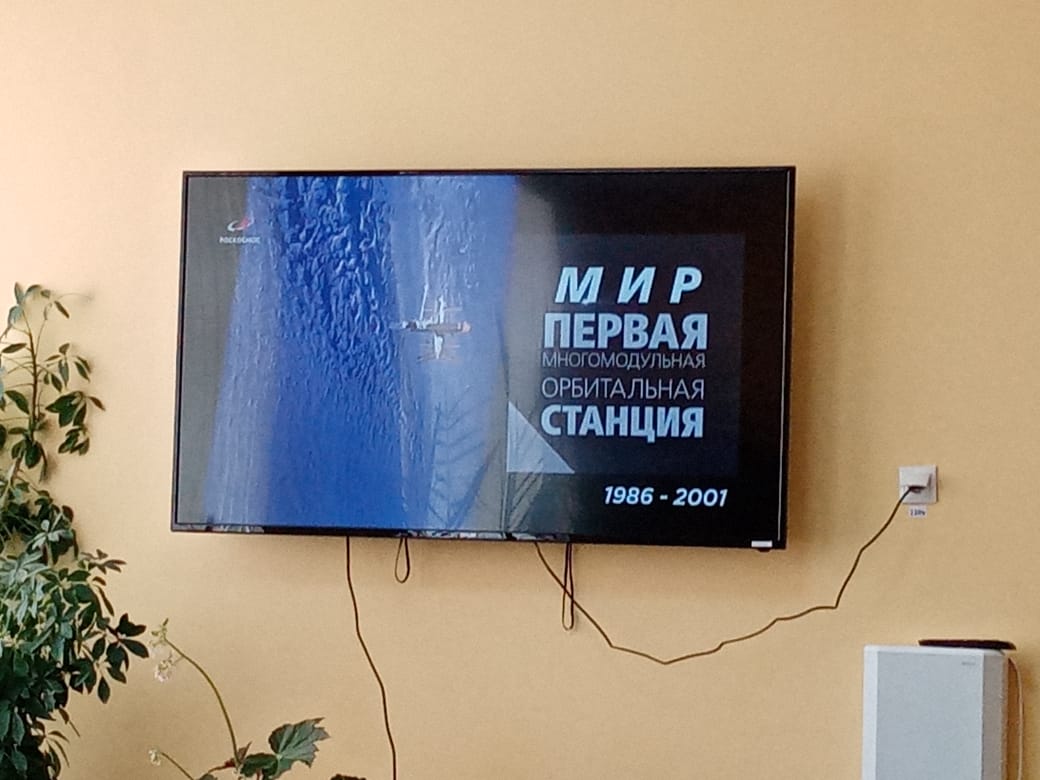 РОСКОСМОС
МИР
ПЕРВАЯ
МНОГОМОДУЛЬНАЯ
ОРБИТАЛЬНАЯ
СТАНЦИЯ
1986 - 2001